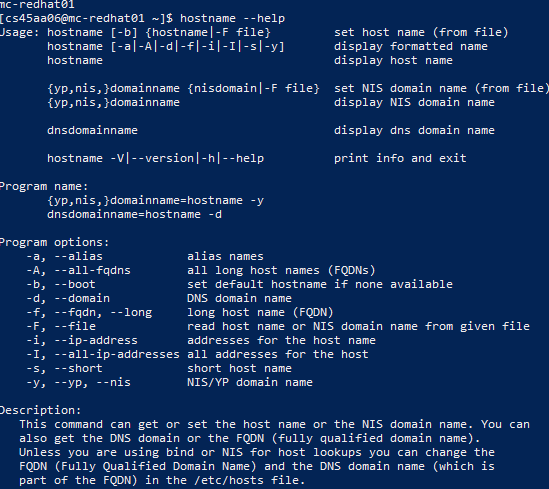 mc-redhat01
[cs45aa06@mc-redhat01 ~]$ hostname --help
Usage: hostname [-b] {hostname|-F file}         set host name (from file)
       hostname [-a|-A|-d|-f|-i|-I|-s|-y]       display formatted name
       hostname                                 display host name

       {yp,nis,}domainname {nisdomain|-F file}  set NIS domain name (from file)
       {yp,nis,}domainname                      display NIS domain name

       dnsdomainname                            display dns domain name

       hostname -V|--version|-h|--help          print info and exit

Program name:
       {yp,nis,}domainname=hostname -y
       dnsdomainname=hostname -d

Program options:
    -a, --alias            alias names
    -A, --all-fqdns        all long host names (FQDNs)
    -b, --boot             set default hostname if none available
    -d, --domain           DNS domain name
    -f, --fqdn, --long     long host name (FQDN)
    -F, --file             read host name or NIS domain name from given file
    -i, --ip-address       addresses for the host name
    -I, --all-ip-addresses all addresses for the host
    -s, --short            short host name
    -y, --yp, --nis        NIS/YP domain name

Description:
   This command can get or set the host name or the NIS domain name. You can
   also get the DNS domain or the FQDN (fully qualified domain name).
   Unless you are using bind or NIS for host lookups you can change the
   FQDN (Fully Qualified Domain Name) and the DNS domain name (which is
   part of the FQDN) in the /etc/hosts file.